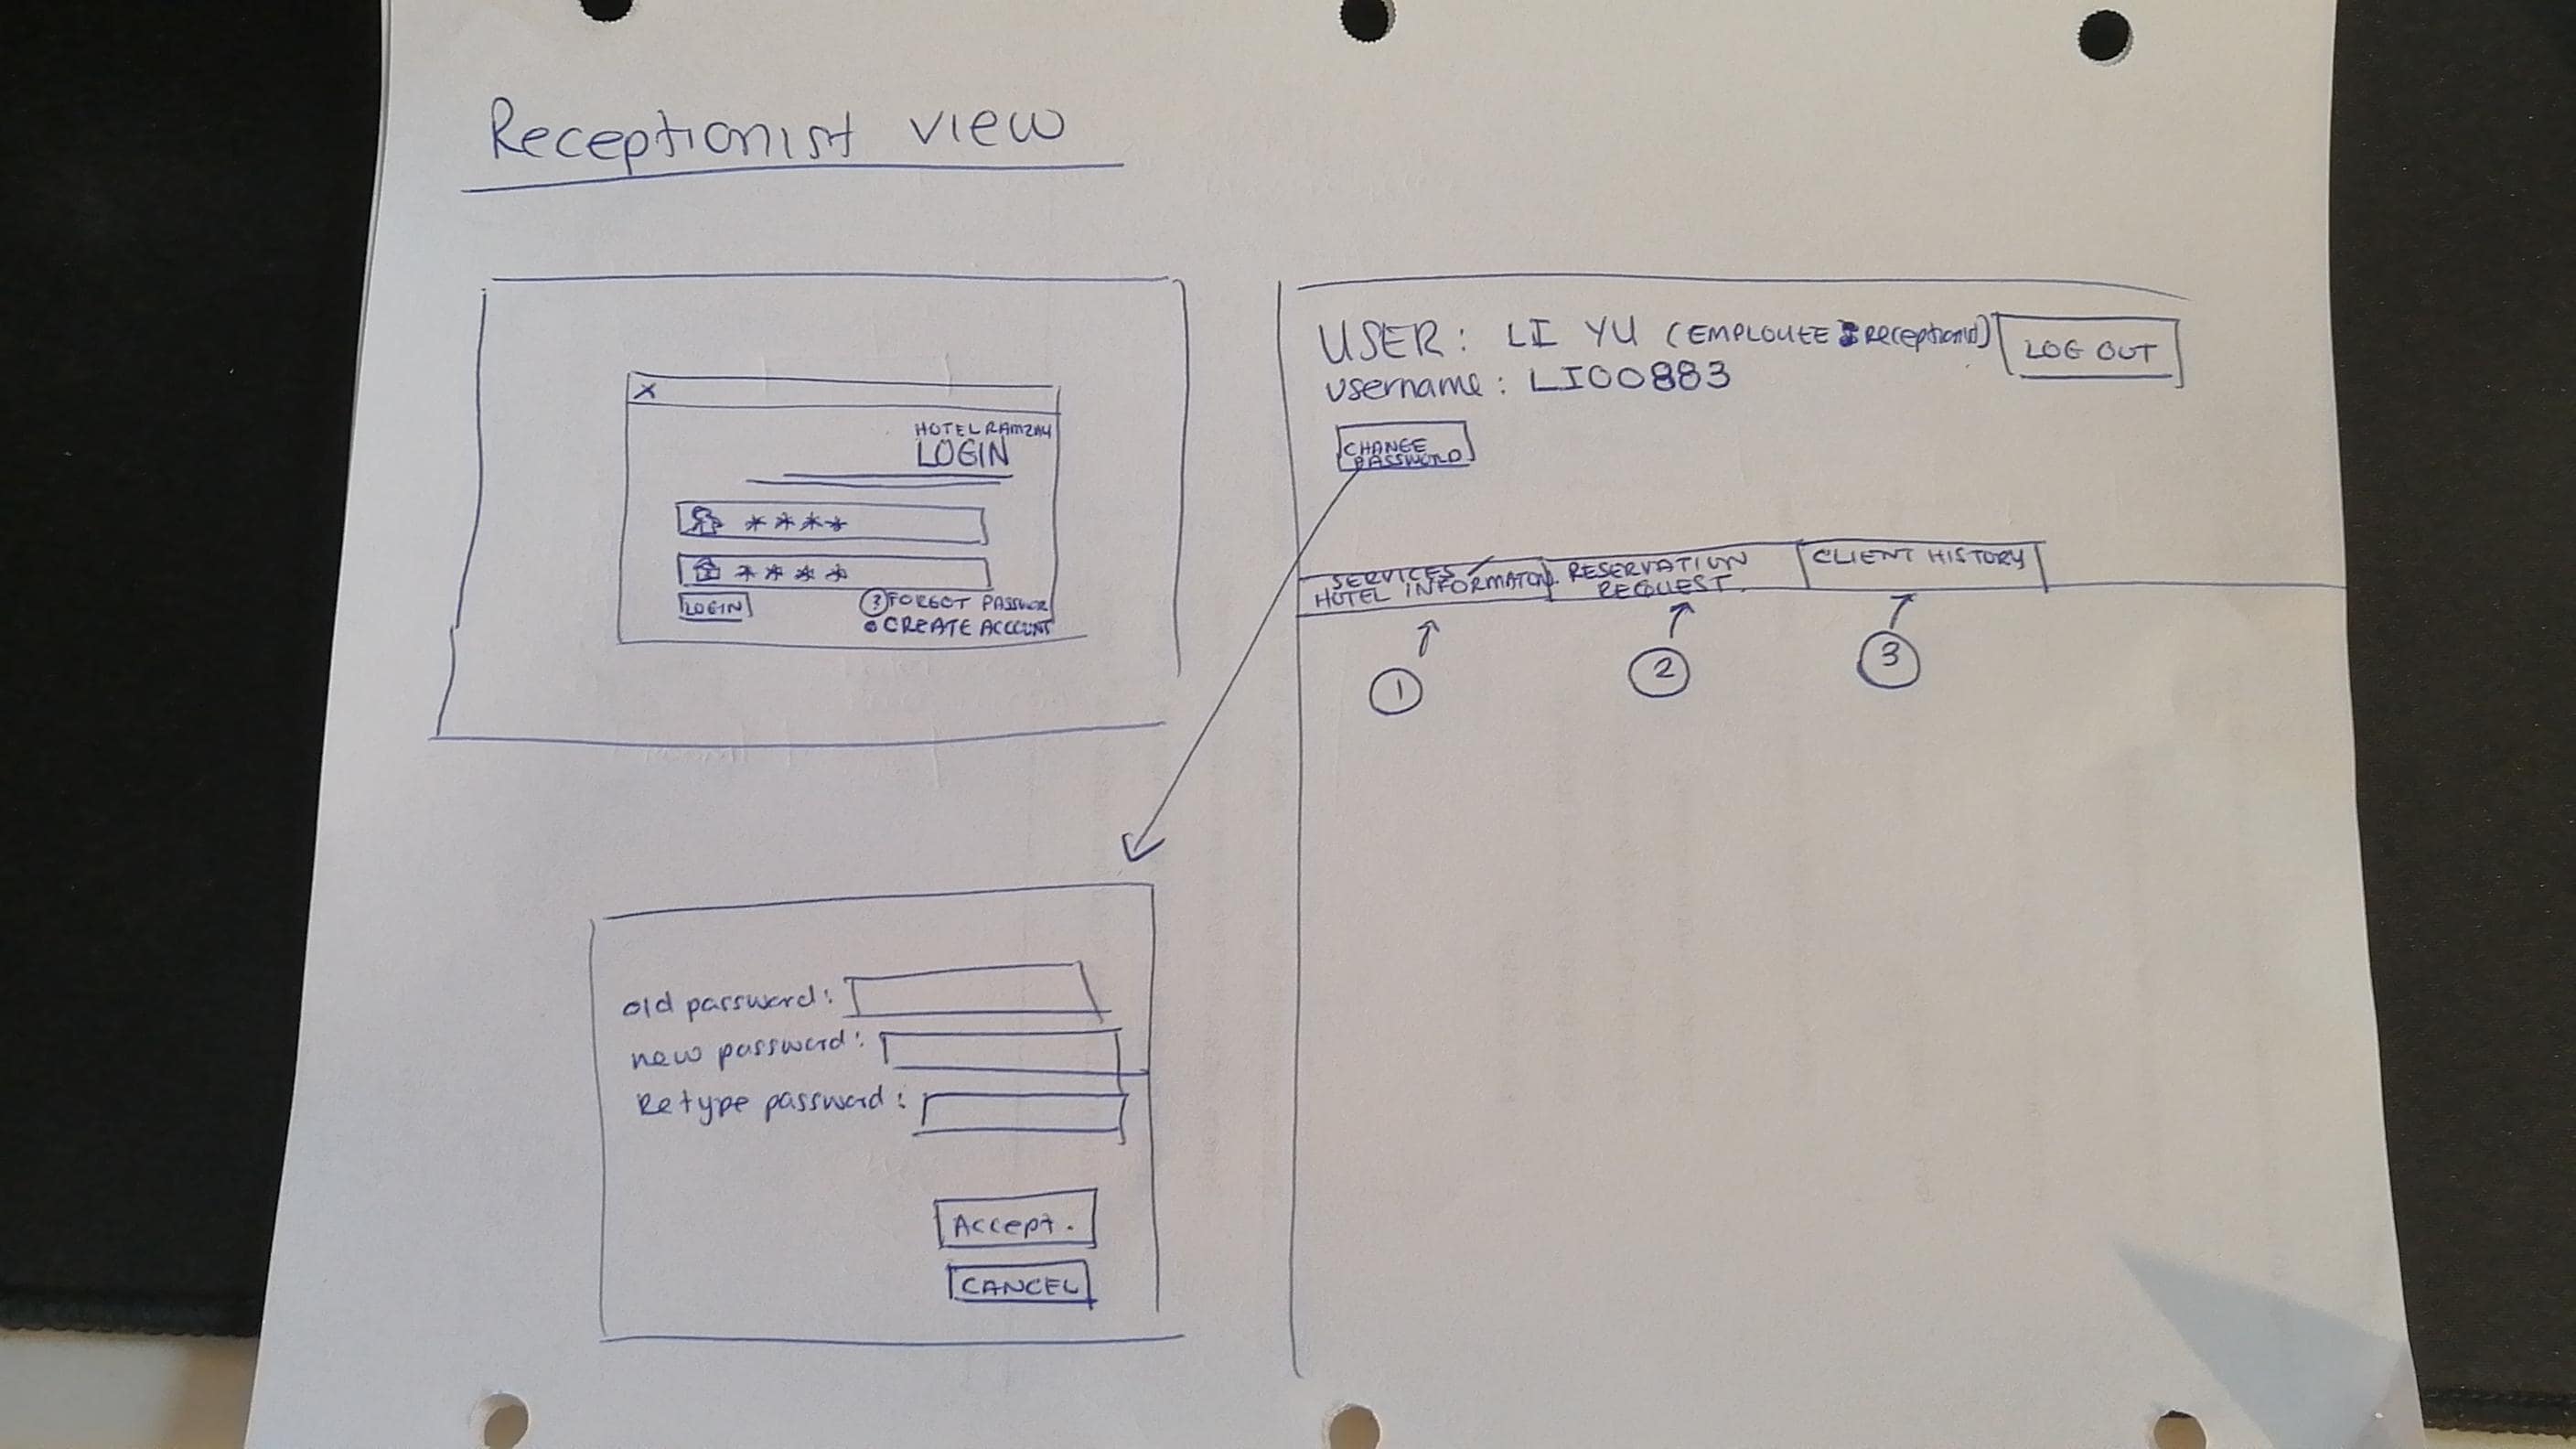 Receptionist view
X
HOTEL RAMZAY
LOGIN
* * * *
* * * *
LOGIN
? FORGOT PASSWOR
CREATE ACCOUNT
USER: LI YU (EMPLOYEE Receptionist)
LOG OUT
username: LI00883
CHANGE
PASSWORD
SERVICES /
HOTEL INFORMATION
RESERVATION
REQUEST.
CLIENT HISTORY
1
2
3
old password:
new password:
Retype password:
Accept.
CANCEL